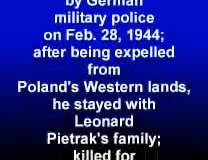 by German
military police
on Feb. 28, 1944;
after being expelled
from
Poland's Western lands,
he stayed with
Leonard
Pietrak's family;
killed for